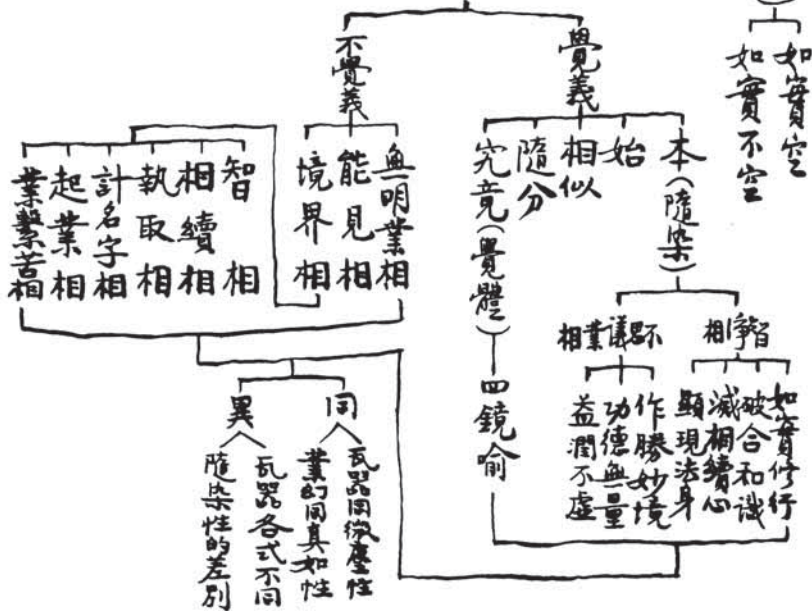 如實空
如實不空
覺義
不覺義
本(隨染)
始
相似
隨分
究竟(覺體)
四鏡喻
無明業相
能見相
境界相
智相
相續相
執取相
計名字相
起業相
業繫苦相
智淨相
不思議業相
如實修行
破合和識
滅相續心
顯現法身
作勝妙境
功德無量
益潤不虛
同
瓦器同微塵性
業幻同真如性
異
瓦器各式不同
隨染性的差別